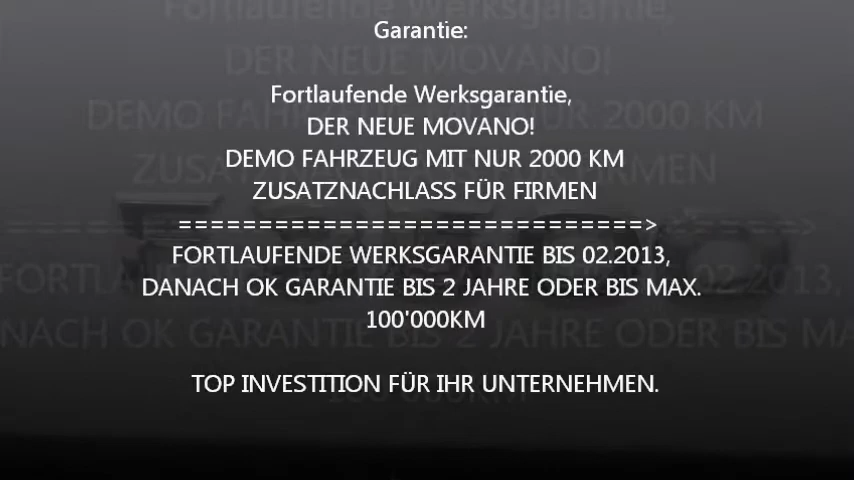 Garantie:
Fortlaufende Werksgarantie,
DER NEUE MOVANO!
DEMO FAHRZEUG MIT NUR 2000 KM
ZUSATZNACHLASS FÜR FIRMEN
=============================>
FORTLAUFENDE WERKSGARANTIE BIS 02.2013,
DANACH OK GARANTIE BIS 2 JAHRE ODER BIS MAX.
100'000KM
TOP INVESTITION FÜR IHR UNTERNEHMEN.